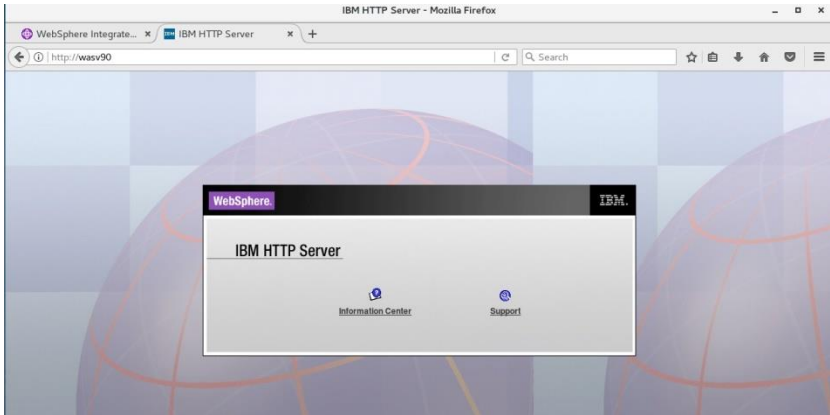 IBM HTTP Server - Mozilla Firefox
WebSphere Integrate... × IBM HTTP Server ×
http://wasv90 Search
WebSphere. IBM.
IBM HTTP Server
Information Center Support